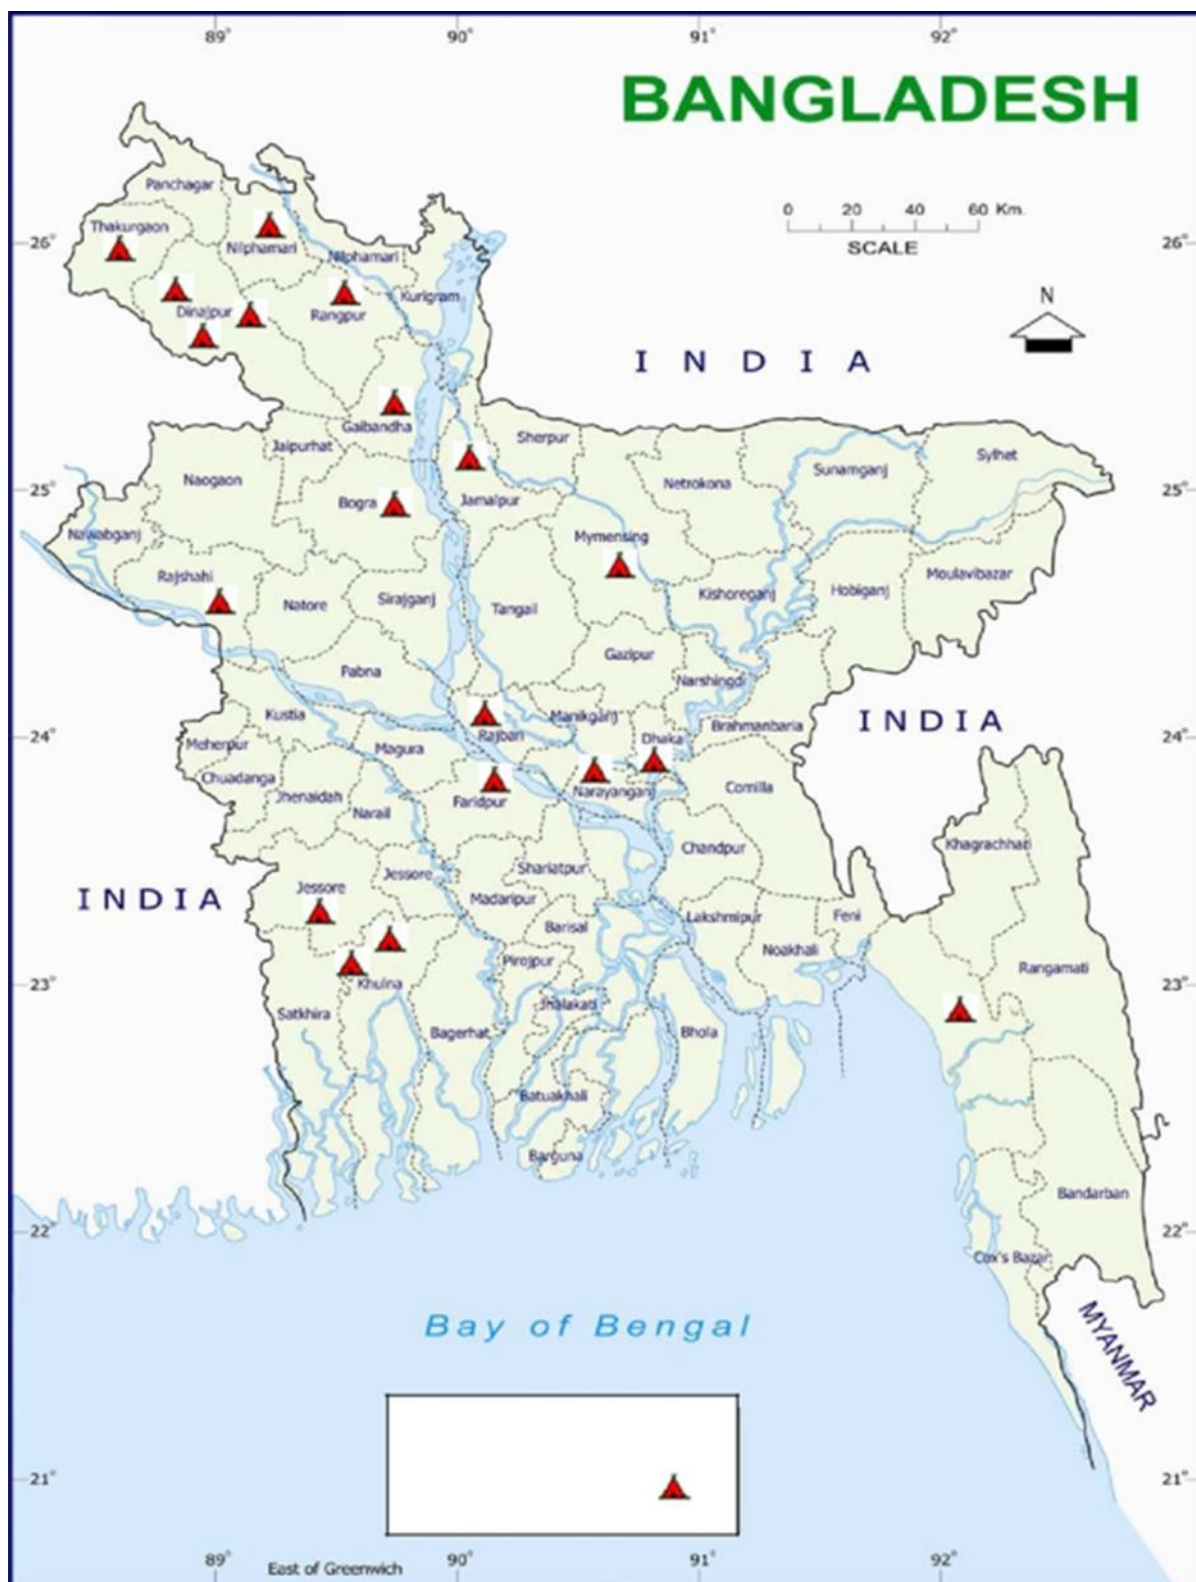 89° 90° 91° 92°
BANGLADESH
Panchagar
0 20 40 60 Km.
SCALE
Thakurgaon
26° Nilphamari Nilphamari 26°
Kurigram
Dinajpur Rangpur
N
I N D I A
Gaibandha
Jaipurhat Sherpur
Sylhet
Naogaon Netrokona Sunamganj
25° Bogra Jamalpur 25°
Nawabganj Mymensing
Rajshahi Moulavibazar
Natore Sirajganj Tangail Kishoreganj Hobiganj
Gazipur
Pabna Narshingdi
Kustia Manikganj INDIA
Brahmanbaria
24° Meherpur Magura Rajbari Dhaka 24°
Chuadanga
Jhenaidah Narail Faridpur Narayanganj Comilla
Chandpur Khagrachhari
Shariatpur
Jessore Jessore
INDIA Madaripur
Barisal Lakshmipur Feni
Noakhali
Pirojpur Rangamati
23° Khulna 23°
Satkhira Jhalakati
Bagerhat Bhola
Batuakhali
Barguna
Bandarban
22° 22°
Cox's Bazar
Bay of Bengal
MYANMAR
21° 21°
89° 90° 91° 92°
East of Greenwich